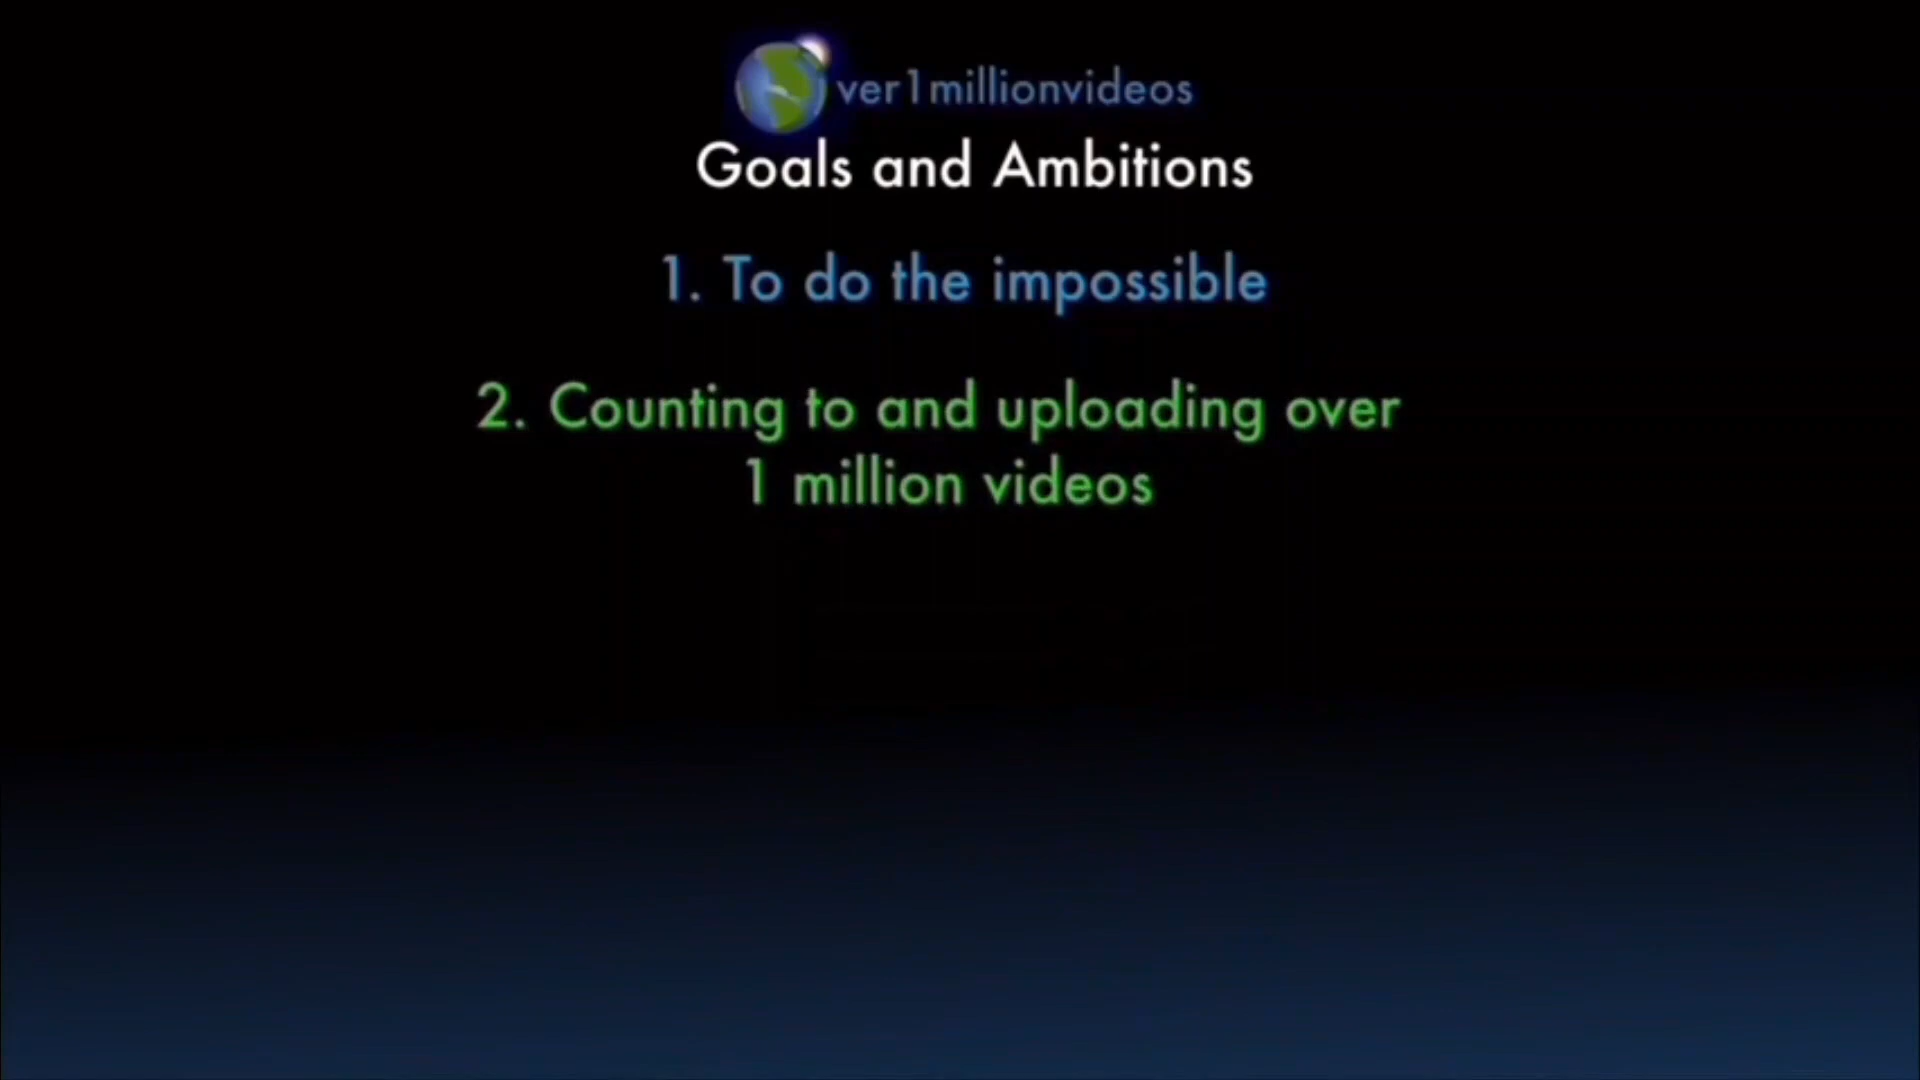 ver1millionvideos
Goals and Ambitions
1. To do the impossible
2. Counting to and uploading over
1 million videos